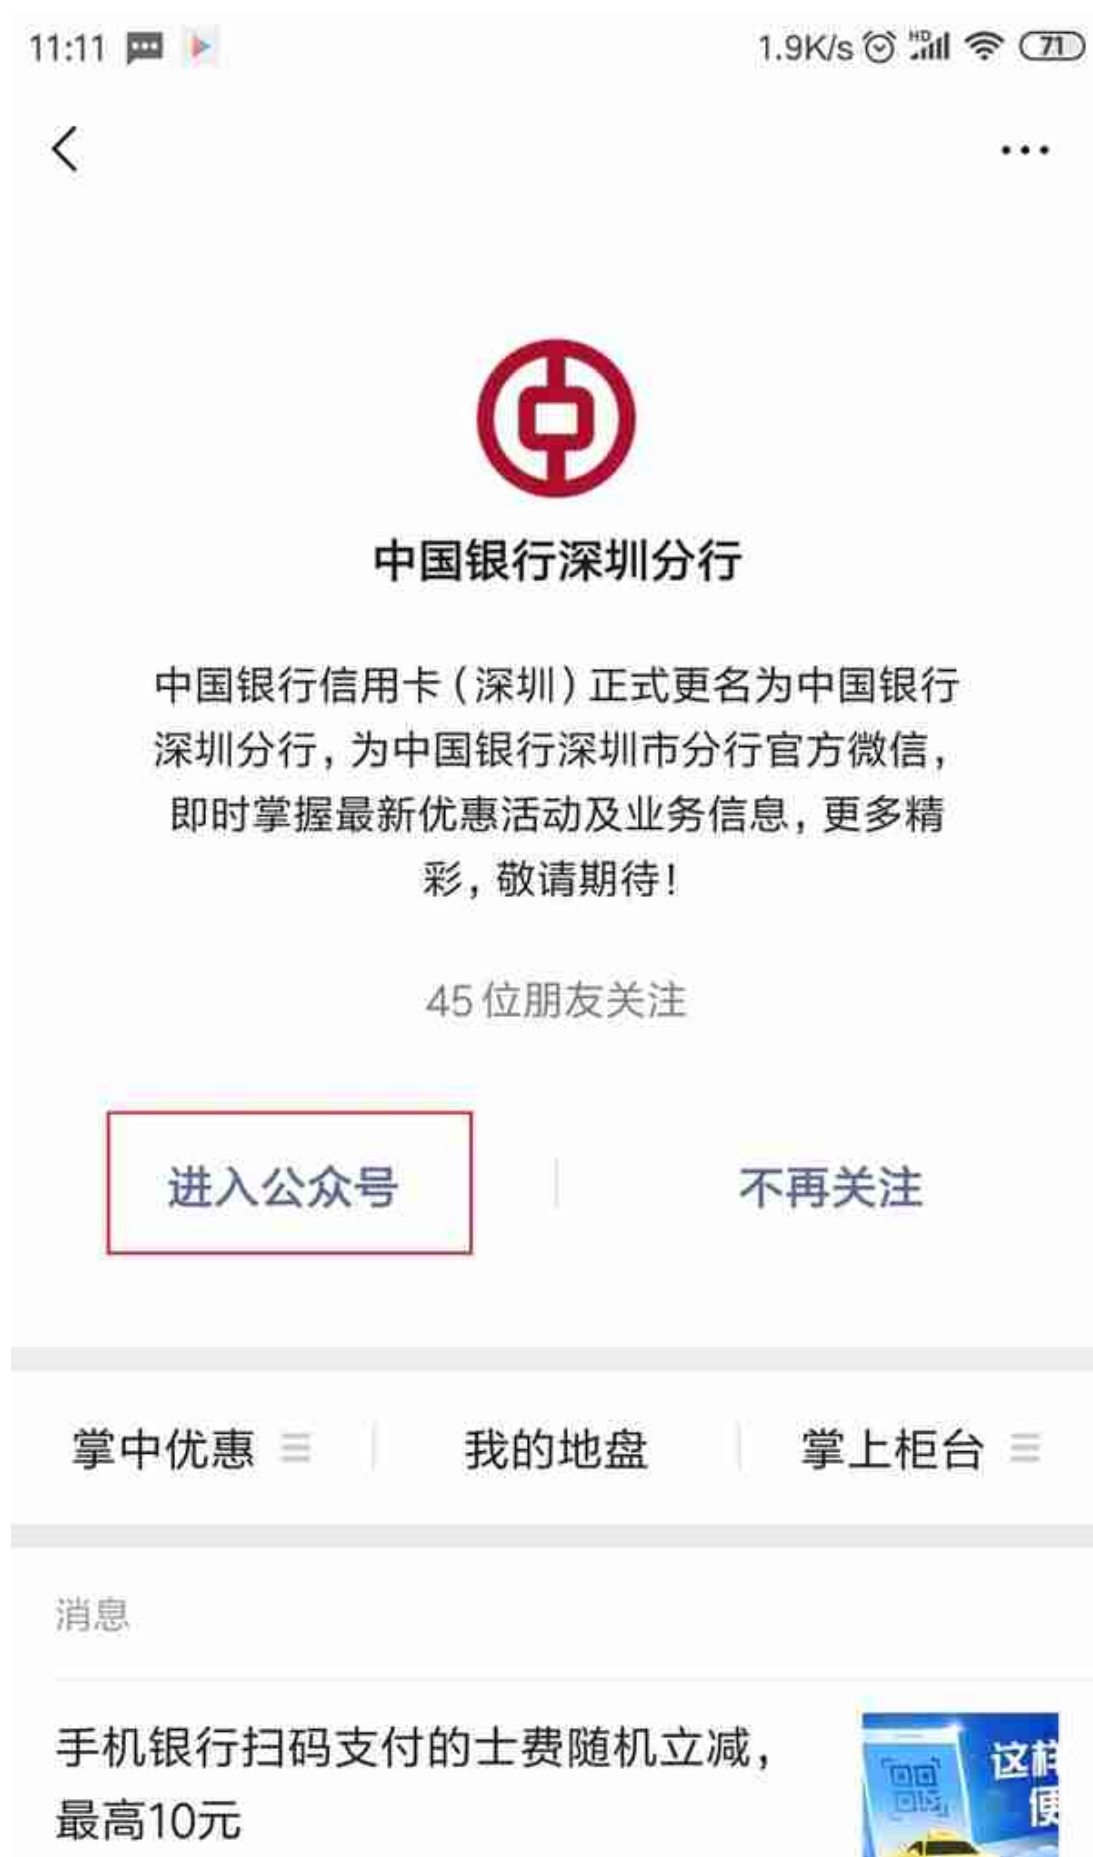 11:11 1.9K/s HD 71
中国银行深圳分行
中国银行信用卡(深圳)正式更名为中国银行
深圳分行,为中国银行深圳市分行官方微信,
即时掌握最新优惠活动及业务信息,更多精
彩,敬请期待!
45位朋友关注
进入公众号 不再关注
掌中优惠 我的地盘 掌上柜台
消息
手机银行扫码支付的士费随机立减,
最高10元
这样
便